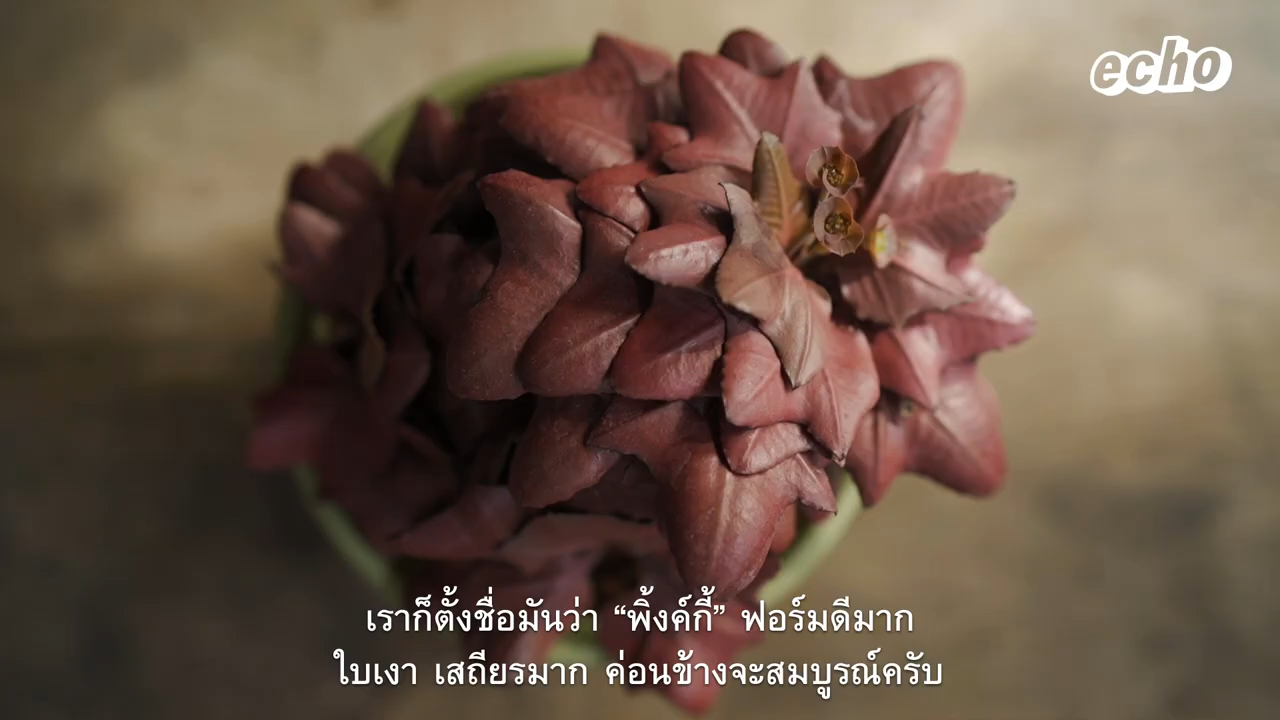 echo
เราก็ตั้งชื่อมันว่า “พิ้งค์กี้” ฟอร์มดีมาก
ใบเงา เสถียรมาก ค่อนข้างจะสมบูรณ์ครับ